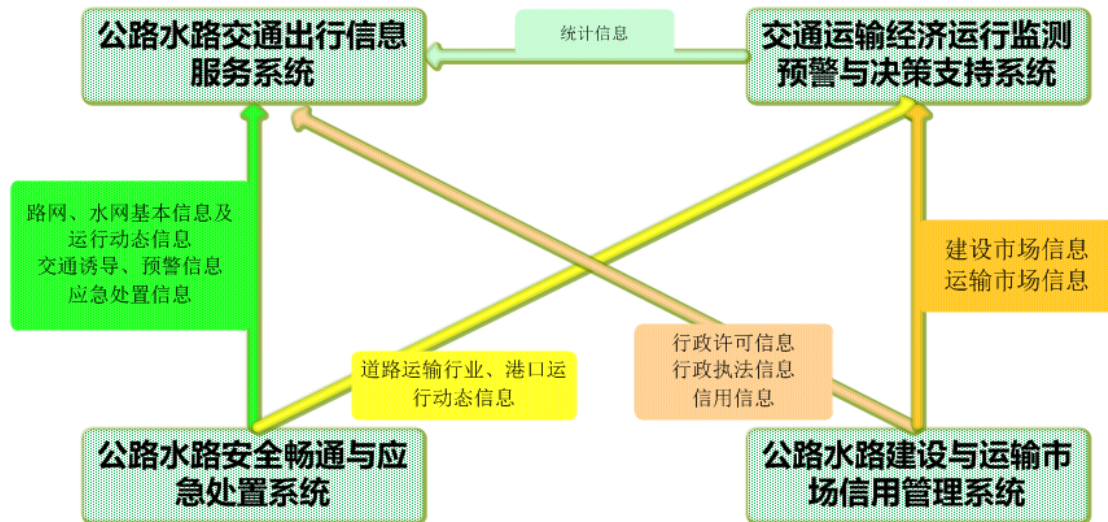 公路水路交通出行信息
服务系统
统计信息
交通运输经济运行监测
预警与决策支持系统
路网、水网基本信息及
运行动态信息
交通诱导、预警信息
应急处置信息
建设市场信息
运输市场信息
道路运输行业、港口运
行动态信息
行政许可信息
行政执法信息
信用信息
公路水路安全畅通与应
急处置系统
公路水路建设与运输市
场信用管理系统